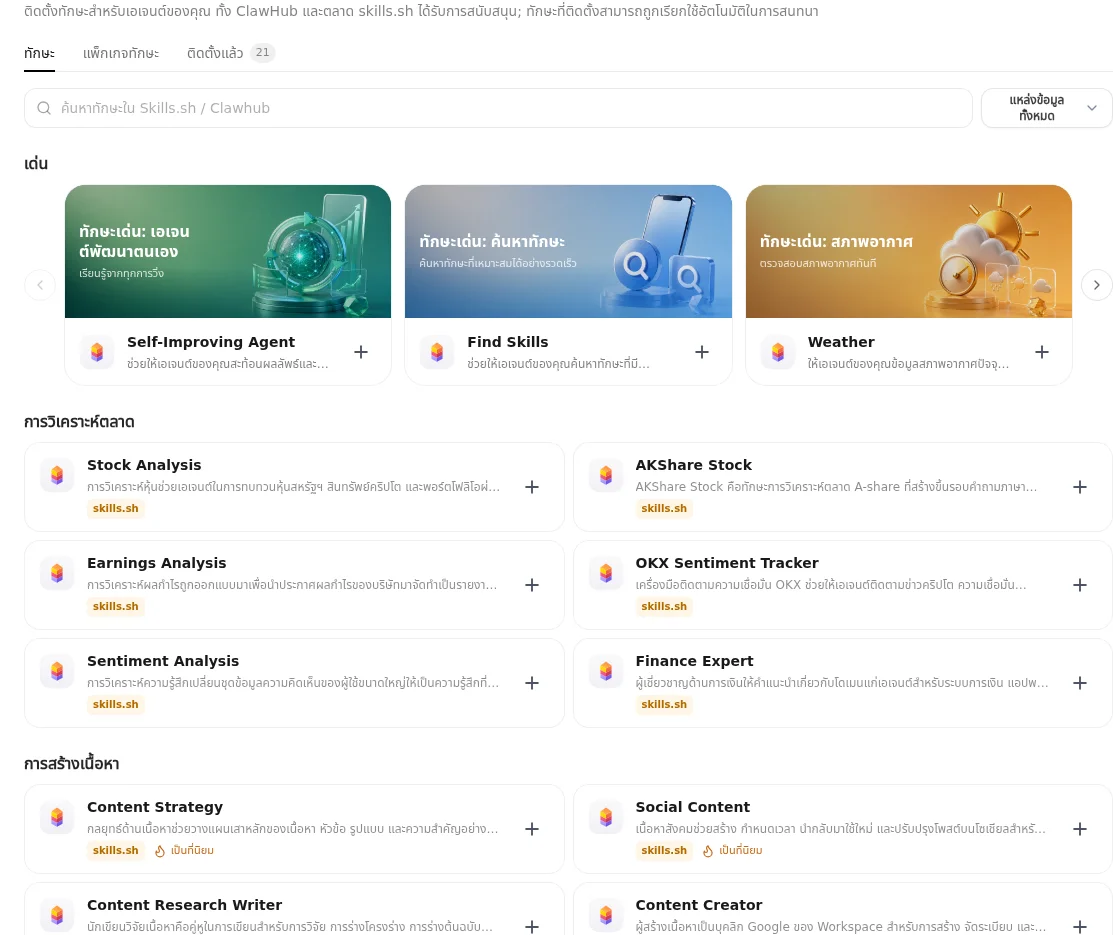 ติดตั้งทักษะสำหรับเอเจนต์ของคุณ ทั้ง ClawHub และตลาด skills.sh ได้รับการสนับสนุน; ทักษะที่ติดตั้งสามารถถูกเรียกใช้อัตโนมัติในการสนทนา
ทักษะ แพ็กเกจทักษะ ติดตั้งแล้ว 21
ค้นหาทักษะใน Skills.sh / Clawhub
แหล่งข้อมูล
ทั้งหมด
เด่น
ทักษะเด่น: เอเจน
ต์พัฒนาตนเอง
เรียนรู้จากทุกการวิ่ง
Self-Improving Agent
ช่วยให้เอเจนต์ของคุณสะท้อนผลลัพธ์และ...
ทักษะเด่น: ค้นหาทักษะ
ค้นหาทักษะที่เหมาะสมได้อย่างรวดเร็ว
Find Skills
ช่วยให้เอเจนต์ของคุณค้นหาทักษะที่มี...
ทักษะเด่น: สภาพอากาศ
ตรวจสอบสภาพอากาศทันที
Weather
ให้เอเจนต์ของคุณข้อมูลสภาพอากาศปัจจุ...
การวิเคราะห์ตลาด
Stock Analysis
การวิเคราะห์หุ้นช่วยเอเจนต์ในการทบทวนหุ้นสหรัฐฯ สินทรัพย์คริปโต และพอร์ตโฟลิโอผ่...
skills.sh
AKShare Stock
AKShare Stock คือทักษะการวิเคราะห์ตลาด A-share ที่สร้างขึ้นรอบคำถามภาษา...
skills.sh
Earnings Analysis
การวิเคราะห์ผลกำไรถูกออกแบบมาเพื่อนำประกาศผลกำไรของบริษัทมาจัดทำเป็นรายงา...
skills.sh
OKX Sentiment Tracker
เครื่องมือติดตามความเชื่อมั่น OKX ช่วยให้เอเจนต์ติดตามข่าวคริปโต ความเชื่อมั่น...
skills.sh
Sentiment Analysis
การวิเคราะห์ความรู้สึกเปลี่ยนชุดข้อมูลความคิดเห็นของผู้ใช้ขนาดใหญ่ให้เป็นความรู้สึกที่...
skills.sh
Finance Expert
ผู้เชี่ยวชาญด้านการเงินให้คำแนะนำเกี่ยวกับโดเมนแก่เอเจนต์สำหรับระบบการเงิน แอปพ...
skills.sh
การสร้างเนื้อหา
Content Strategy
กลยุทธ์ด้านเนื้อหาช่วยวางแผนเสาหลักของเนื้อหา หัวข้อ รูปแบบ และความสำคัญอย่าง...
skills.sh เป็นที่นิยม
Social Content
เนื้อหาสังคมช่วยสร้าง กำหนดเวลา นำกลับมาใช้ใหม่ และปรับปรุงโพสต์บนโซเชียลสำหรั...
skills.sh เป็นที่นิยม
Content Research Writer
นักเขียนวิจัยเนื้อหาคือคู่หูในการเขียนสำหรับการวิจัย การร่างโครงร่าง การร่างต้นฉบับ...
Content Creator
ผู้สร้างเนื้อหาเป็นบุคลิก Google ของ Workspace สำหรับการสร้าง จัดระเบียบ และ...